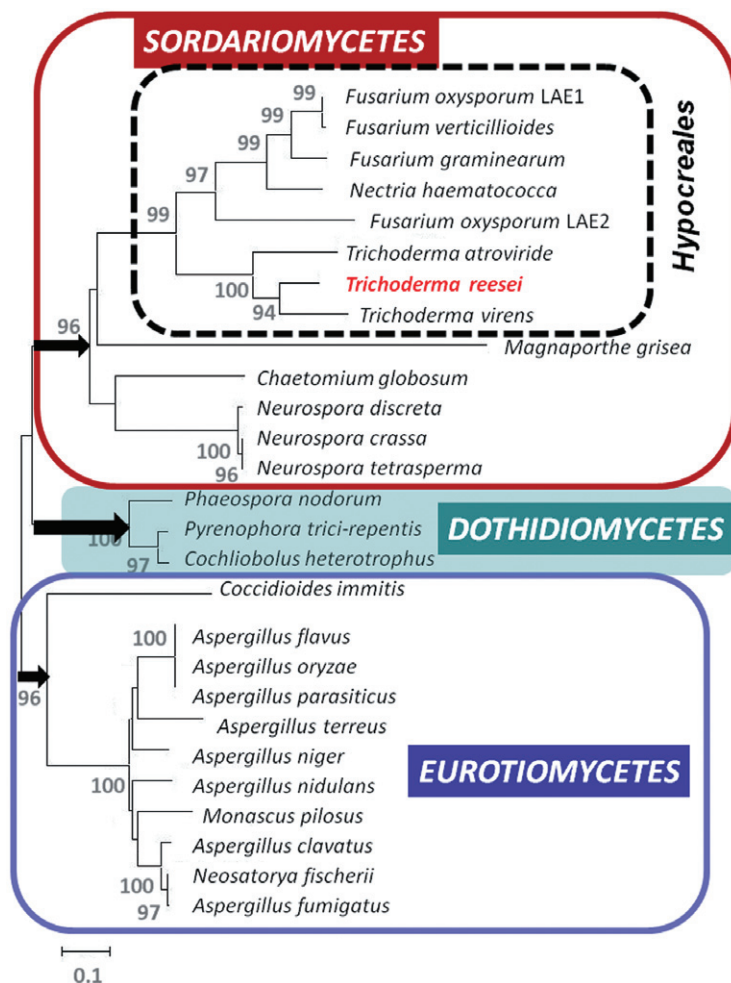 SORDARIOMYCETES
99
Fusarium oxysporum LAE1
99
Fusarium verticillioides
99
Fusarium graminearum
97
Nectria haematococca
99
Fusarium oxysporum LAE2
Trichoderma atroviride
100
Trichoderma reesei
94
Trichoderma virens
Hypocreales
96
Magnaporthe grisea
Chaetomium globosum
Neurospora discreta
100
Neurospora crassa
96
Neurospora tetrasperma
Phaeospora nodorum
100
Pyrenophora trici-repentis
97
Cochliobolus heterotrophus
DOTHIDIOMYCETES
Coccidioides immitis
100
Aspergillus flavus
Aspergillus oryzae
96
Aspergillus parasiticus
Aspergillus terreus
Aspergillus niger
100
Aspergillus nidulans
EUROTIOMYCETES
Monascus pilosus
Aspergillus clavatus
100
Neosatorya fischerii
97
Aspergillus fumigatus
0.1